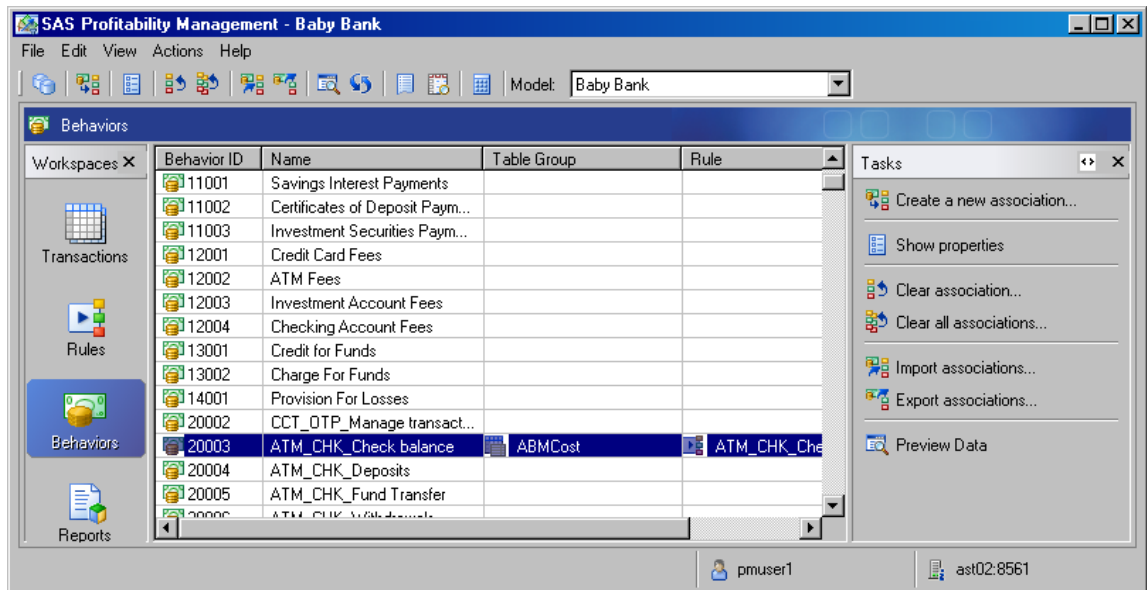 SAS Profitability Management - Baby Bank
File Edit View Actions Help
Model: Baby Bank
Behaviors
Workspaces
Transactions
Rules
Behaviors
Reports
Behavior ID Name Table Group Rule
11001 Savings Interest Payments
11002 Certificates of Deposit Paym...
11003 Investment Securities Paym...
12001 Credit Card Fees
12002 ATM Fees
12003 Investment Account Fees
12004 Checking Account Fees
13001 Credit for Funds
13002 Charge For Funds
14001 Provision For Losses
20002 CCT_OTP_Manage transact...
20003 ATM_CHK_Check balance ABMCost ATM_CHK_Che
20004 ATM_CHK_Deposits
20005 ATM_CHK_Fund Transfer
Tasks
Create a new association...
Show properties
Clear association...
Clear all associations...
Import associations...
Export associations...
Preview Data
pmuser1 ast02:8561